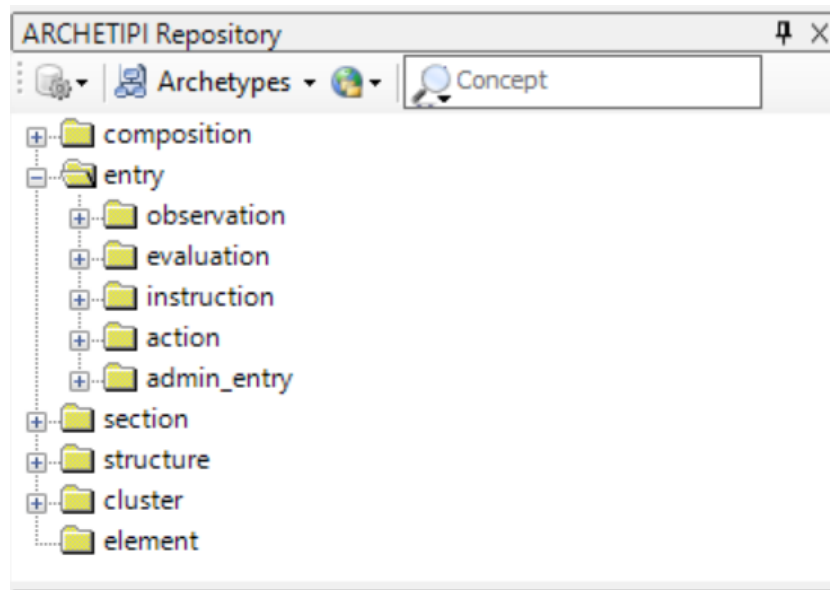 ARCHETIPI Repository
Archetypes Concept
composition
entry
observation
evaluation
instruction
action
admin_entry
section
structure
cluster
element